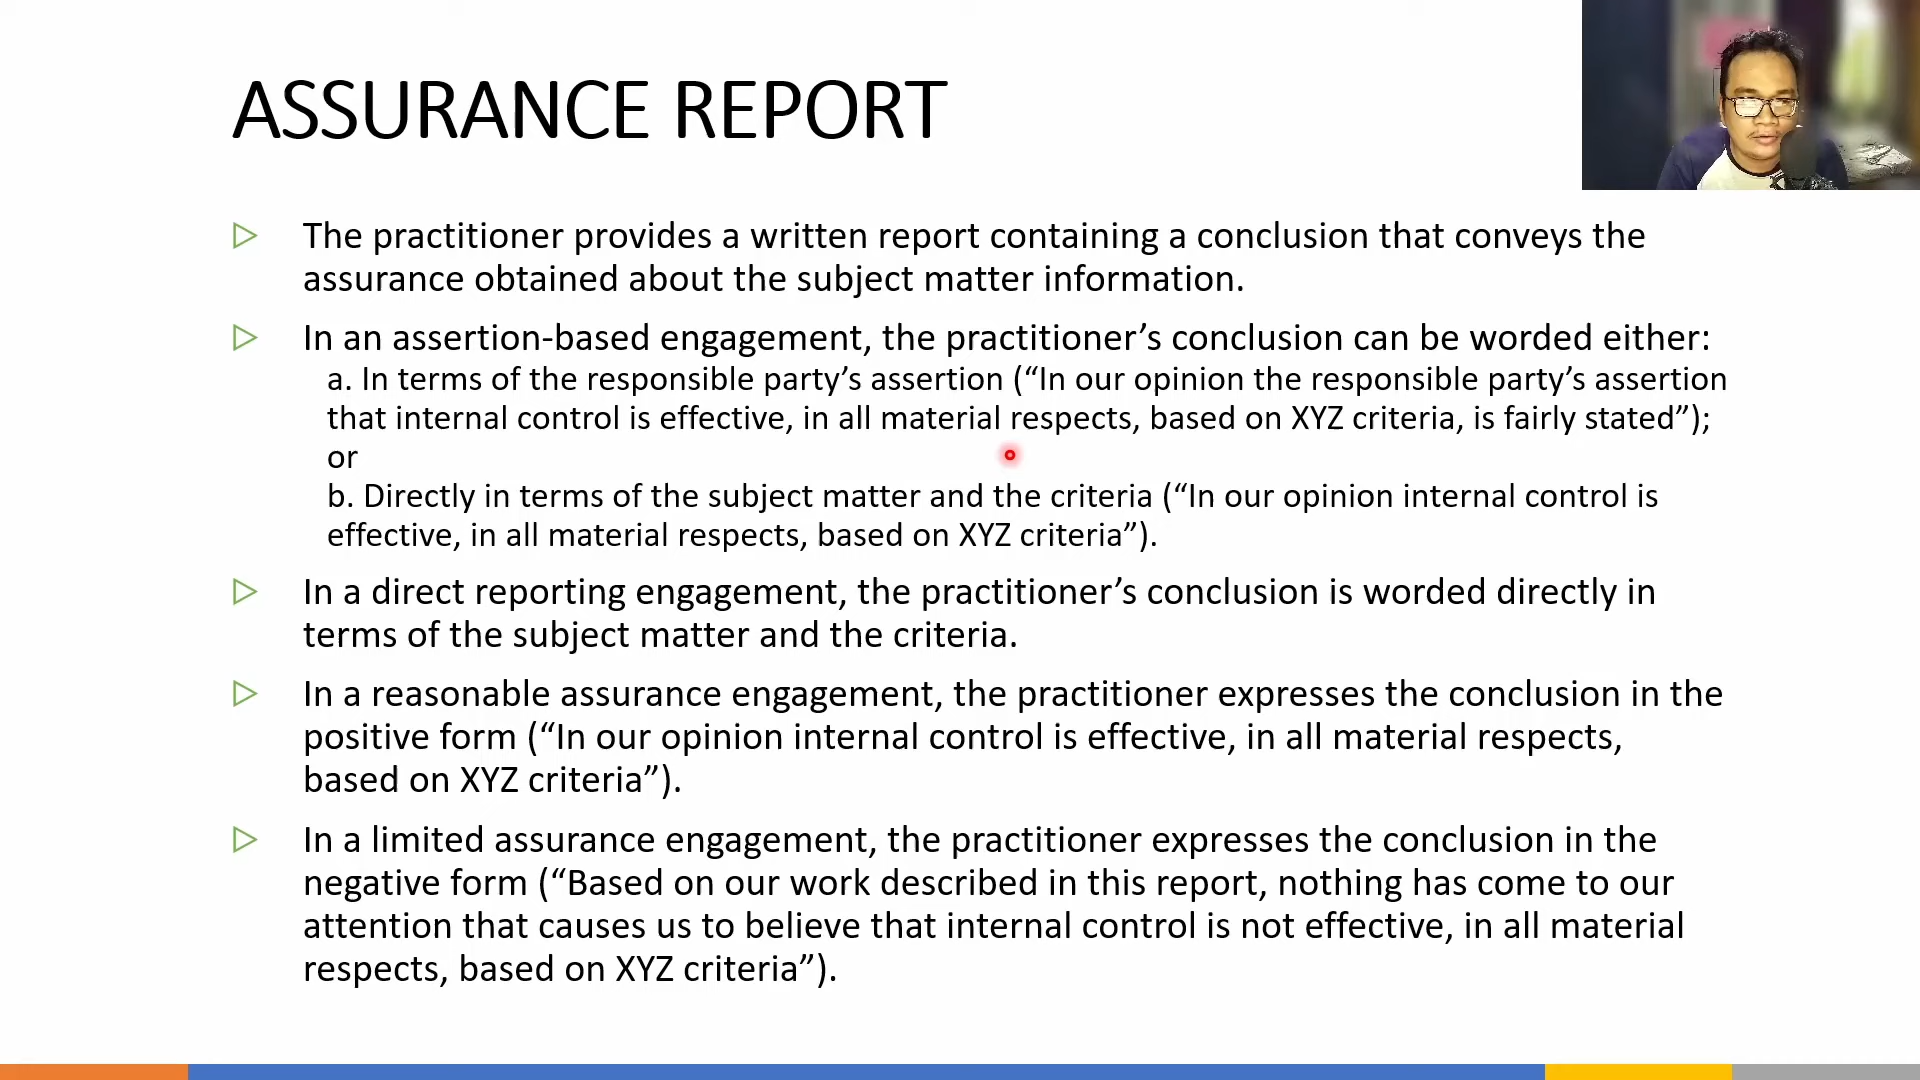 ASSURANCE REPORT
The practitioner provides a written report containing a conclusion that conveys the
assurance obtained about the subject matter information.
In an assertion-based engagement, the practitioner’s conclusion can be worded either:
a. In terms of the responsible party’s assertion (“In our opinion the responsible party’s assertion
that internal control is effective, in all material respects, based on XYZ criteria, is fairly stated”);
or
b. Directly in terms of the subject matter and the criteria (“In our opinion internal control is
effective, in all material respects, based on XYZ criteria”).
In a direct reporting engagement, the practitioner’s conclusion is worded directly in
terms of the subject matter and the criteria.
In a reasonable assurance engagement, the practitioner expresses the conclusion in the
positive form (“In our opinion internal control is effective, in all material respects,
based on XYZ criteria”).
In a limited assurance engagement, the practitioner expresses the conclusion in the
negative form (“Based on our work described in this report, nothing has come to our
attention that causes us to believe that internal control is not effective, in all material
respects, based on XYZ criteria”).